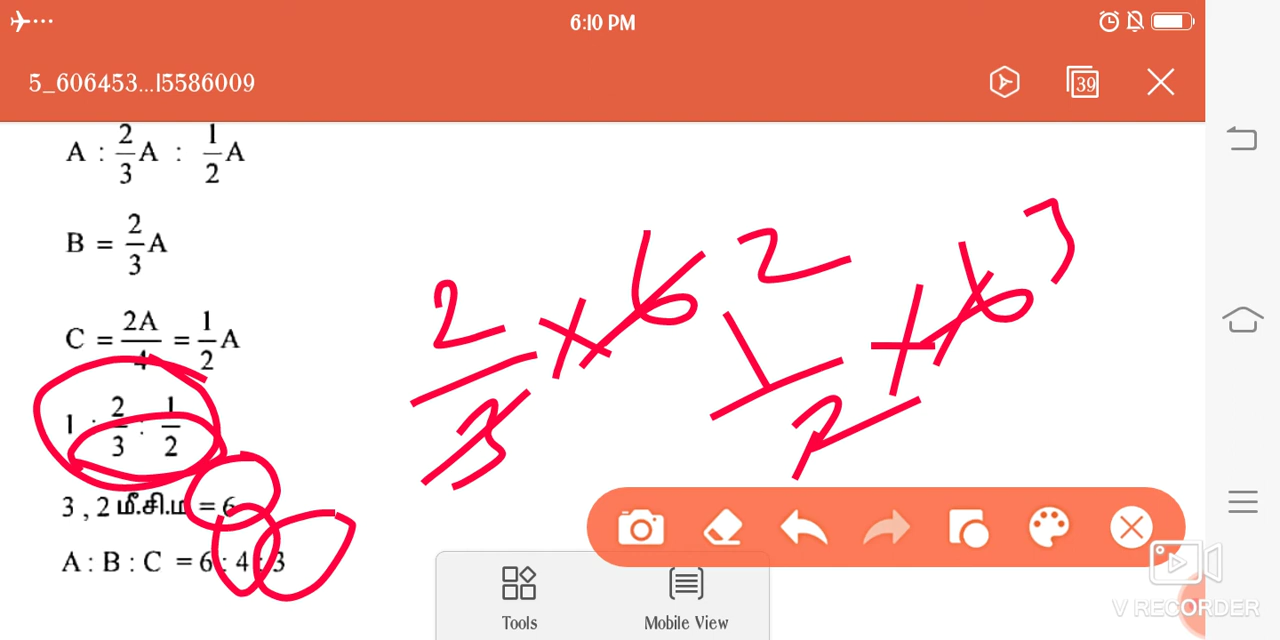 6:10 PM
5_606453...15586009
39
A : 2/3 A : 1/2 A
B = 2/3 A
C = 2A/4 = 1/2 A
1 : 2/3 : 1/2
3 , 2 மீ.சி.ம = 6
A : B : C = 6 : 4 : 3
2/3 × 6 2
1/2 × 6 3
Tools
Mobile View
V RECORDER